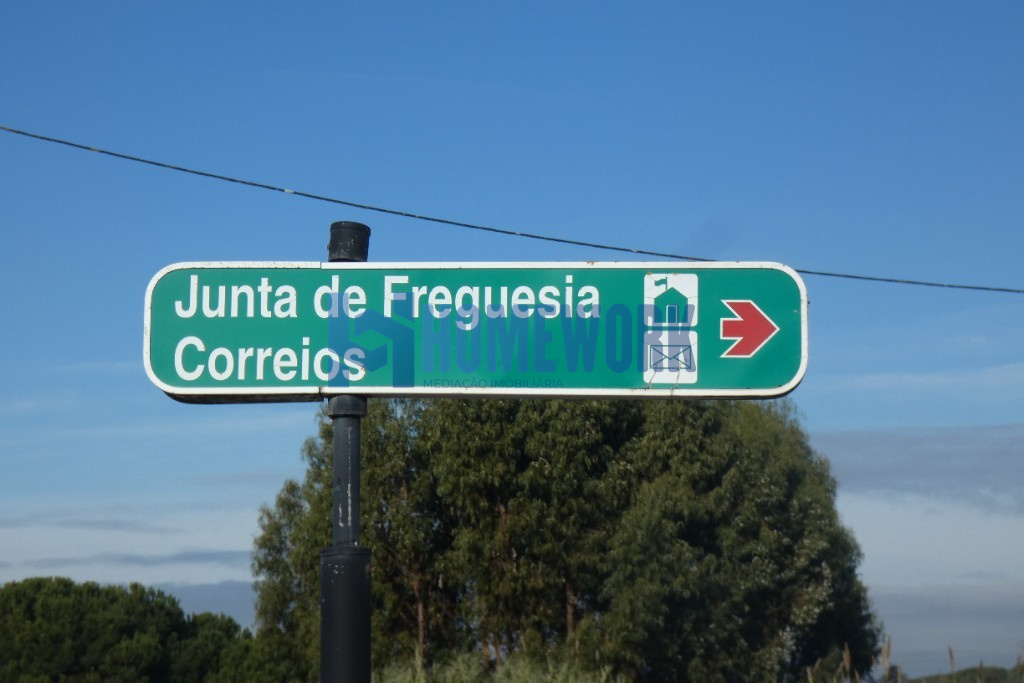 Junta de Freguesia
Correios
HOMEWORK
MEDIAÇÃO IMOBILIÁRIA